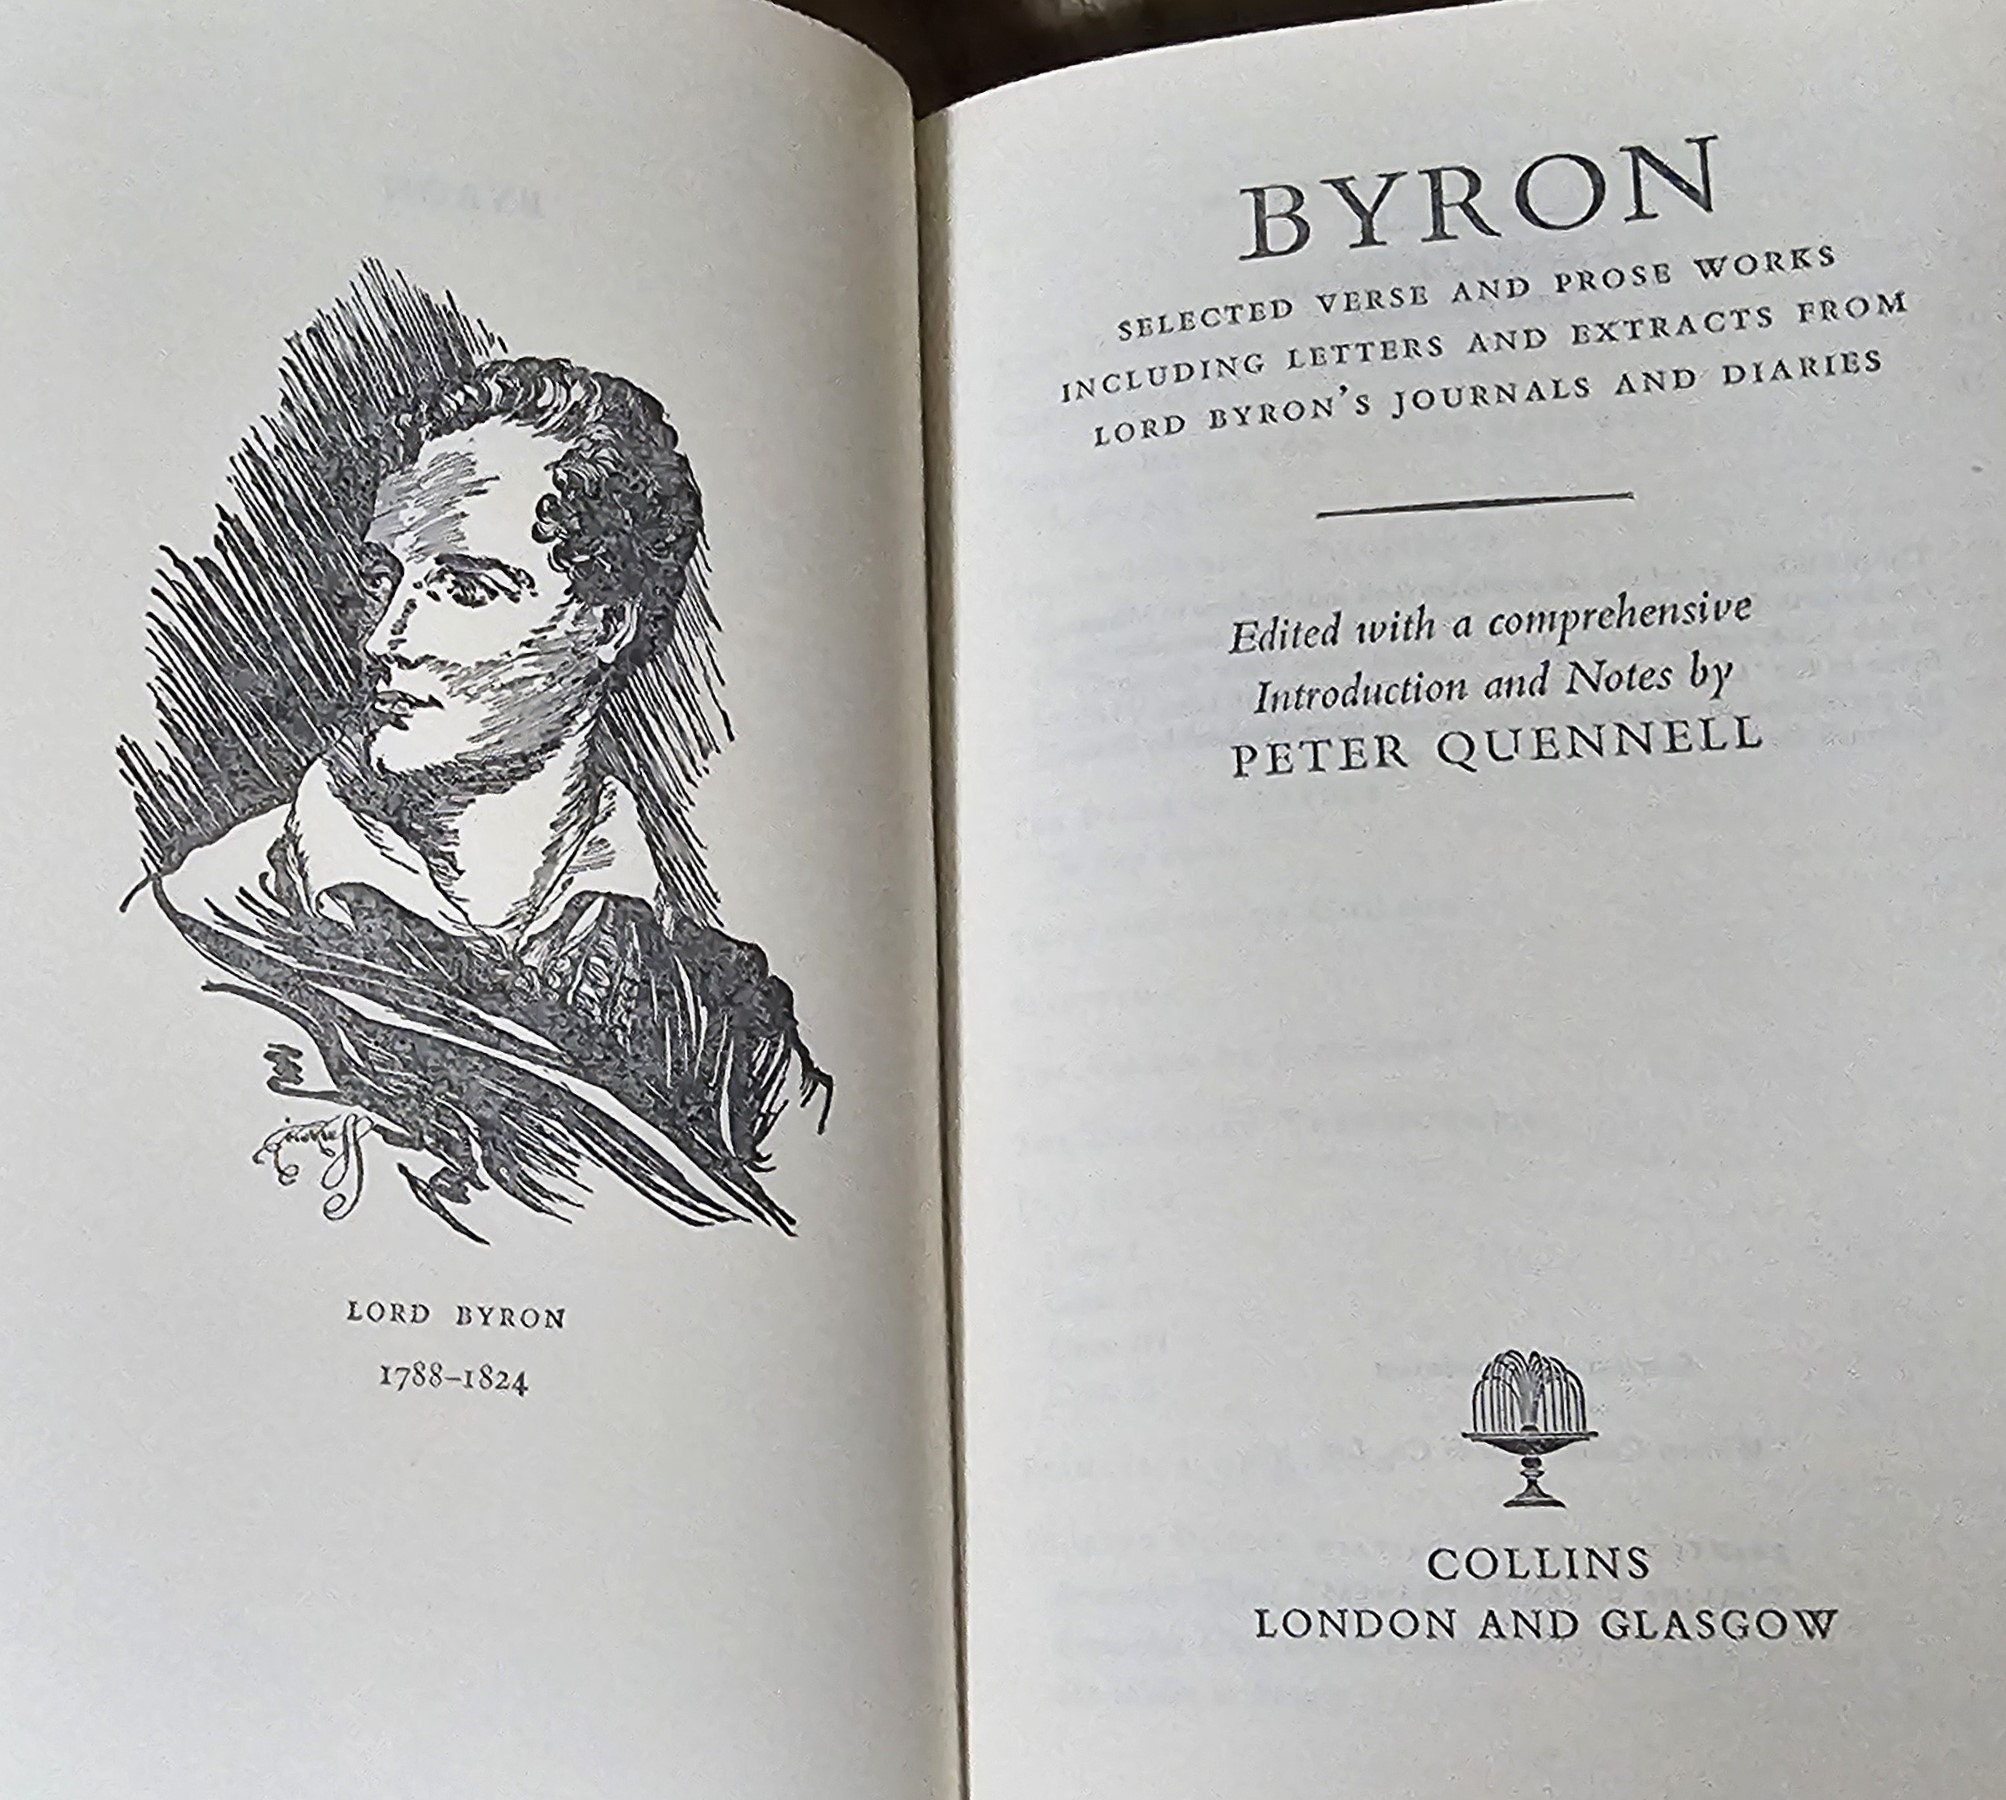 LORD BYRON
1788–1824
BYRON
SELECTED VERSE AND PROSE WORKS
INCLUDING LETTERS AND EXTRACTS FROM
LORD BYRON'S JOURNALS AND DIARIES
Edited with a comprehensive
Introduction and Notes by
PETER QUENNELL
COLLINS
LONDON AND GLASGOW